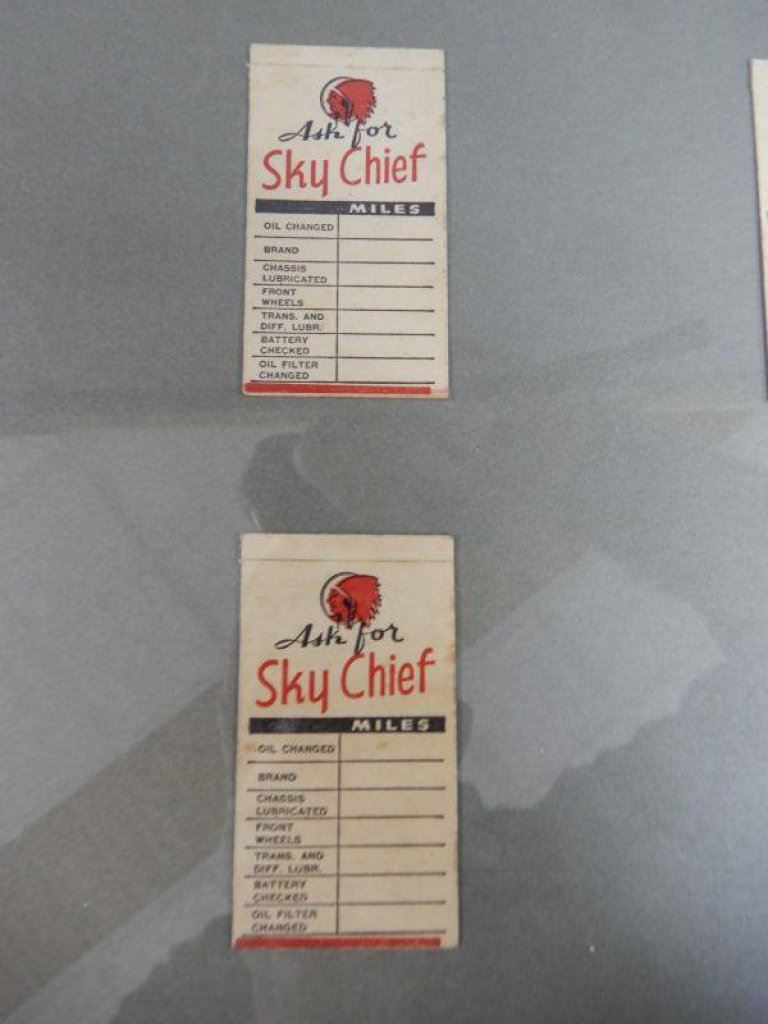 Ask for
Sky Chief
MILES
OIL CHANGED
BRAND
CHASSIS
LUBRICATED
FRONT
WHEELS
TRANS. AND
DIFF. LUBR.
BATTERY
CHECKED
OIL FILTER
CHANGED
Ask for
Sky Chief
MILES
OIL CHANGED
BRAND
CHASSIS
LUBRICATED
FRONT
WHEELS
TRANS. AND
DIFF. LUBR.
BATTERY
CHECKED
OIL FILTER
CHANGED